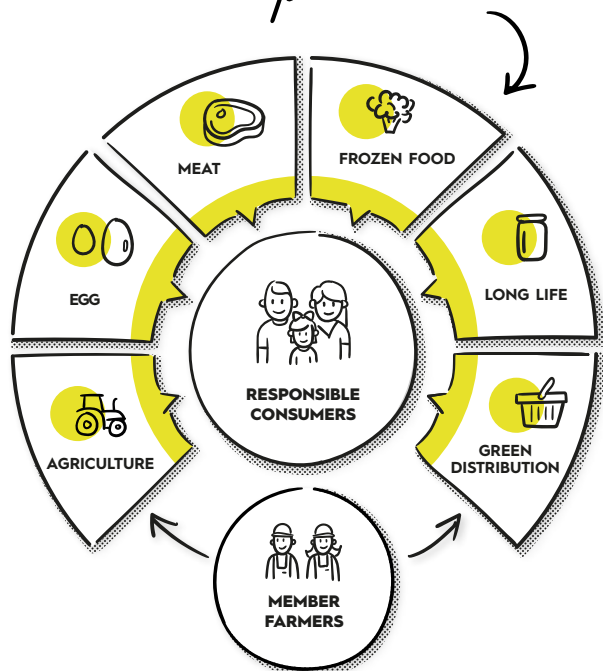 MEAT
FROZEN FOOD
EGG
LONG LIFE
AGRICULTURE
GREEN
DISTRIBUTION
RESPONSIBLE
CONSUMERS
MEMBER
FARMERS